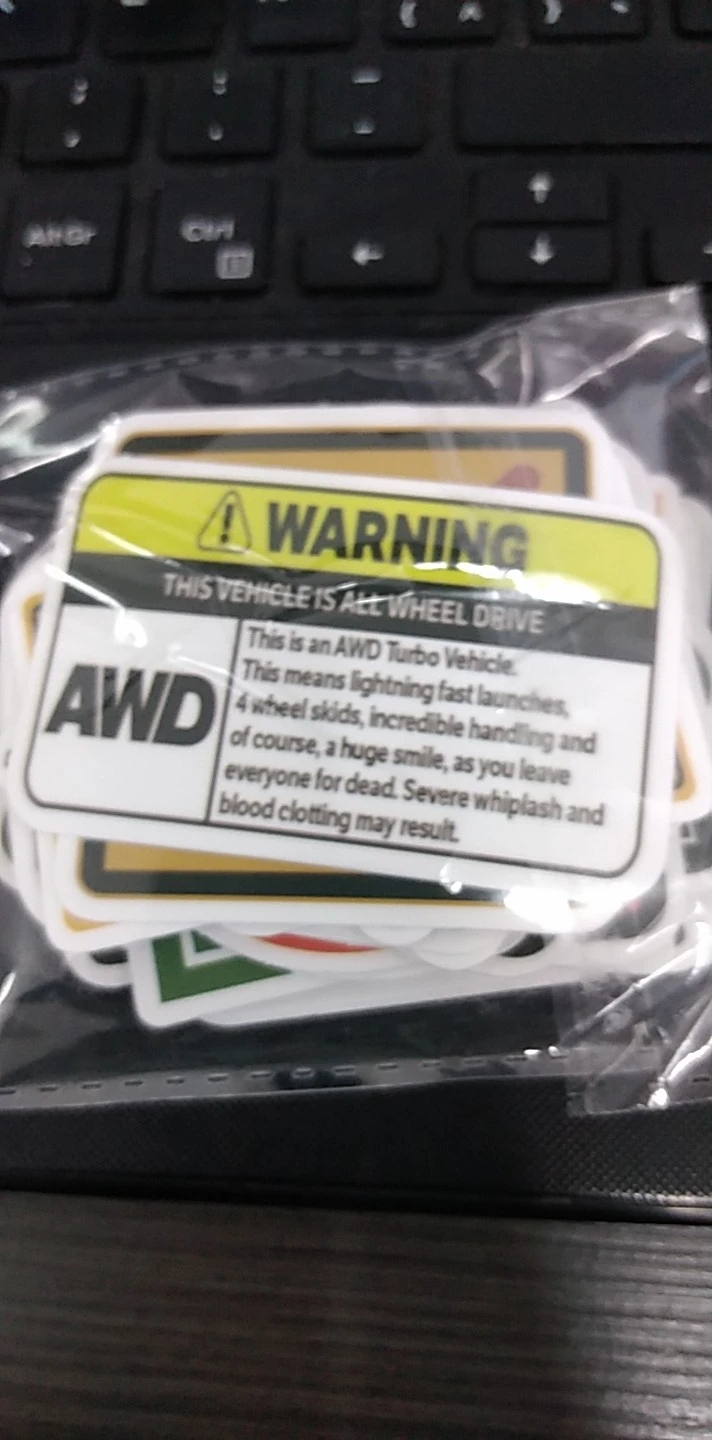 AltGr
Ctrl
WARNING
THIS VEHICLE IS ALL WHEEL DRIVE
AWD
This is an AWD Turbo Vehicle.
This means lightning fast launches,
4 wheel skids, incredible handling and
of course, a huge smile, as you leave
everyone for dead. Severe whiplash and
blood clotting may result.